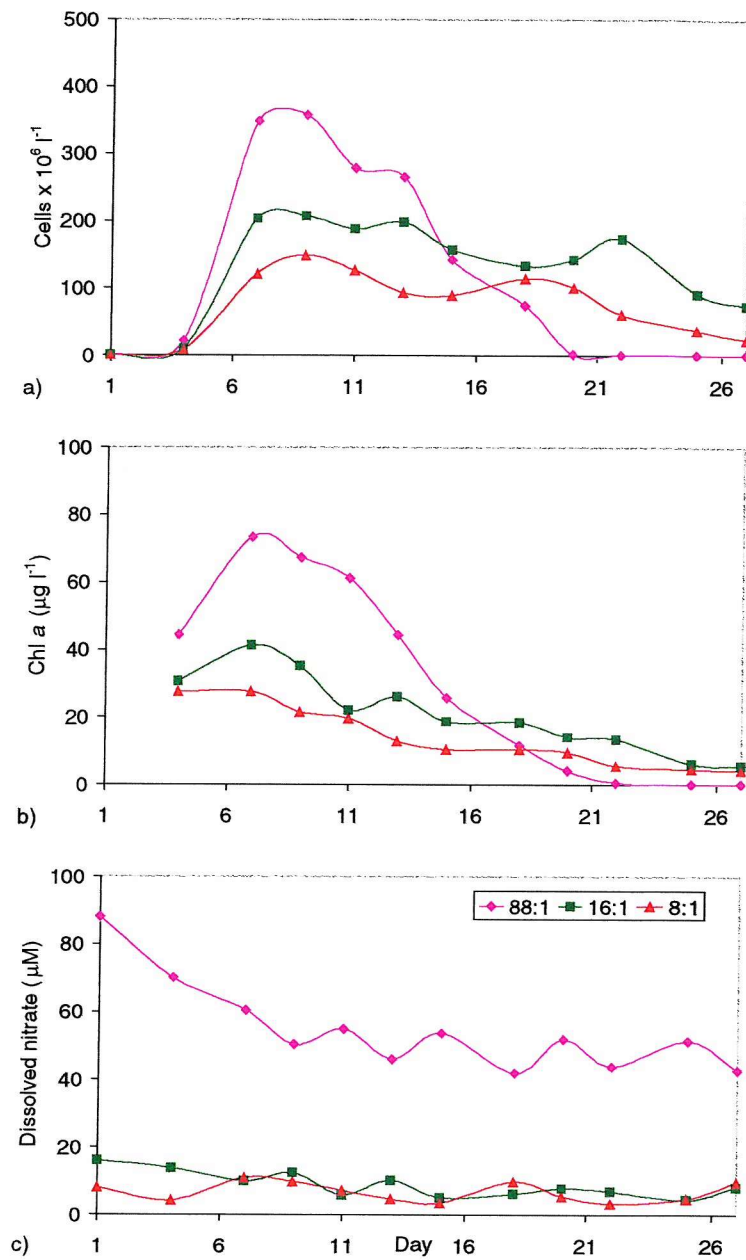 500
400
300
200
100
0
Cells x 10⁶ l⁻¹
1 6 11 16 21 26
a)
100
80
60
40
20
0
Chl a (µg l⁻¹)
1 6 11 16 21 26
b)
100
80
60
40
20
0
Dissolved nitrate (µM)
88:1 16:1 8:1
1 6 11 Day 16 21 26
c)